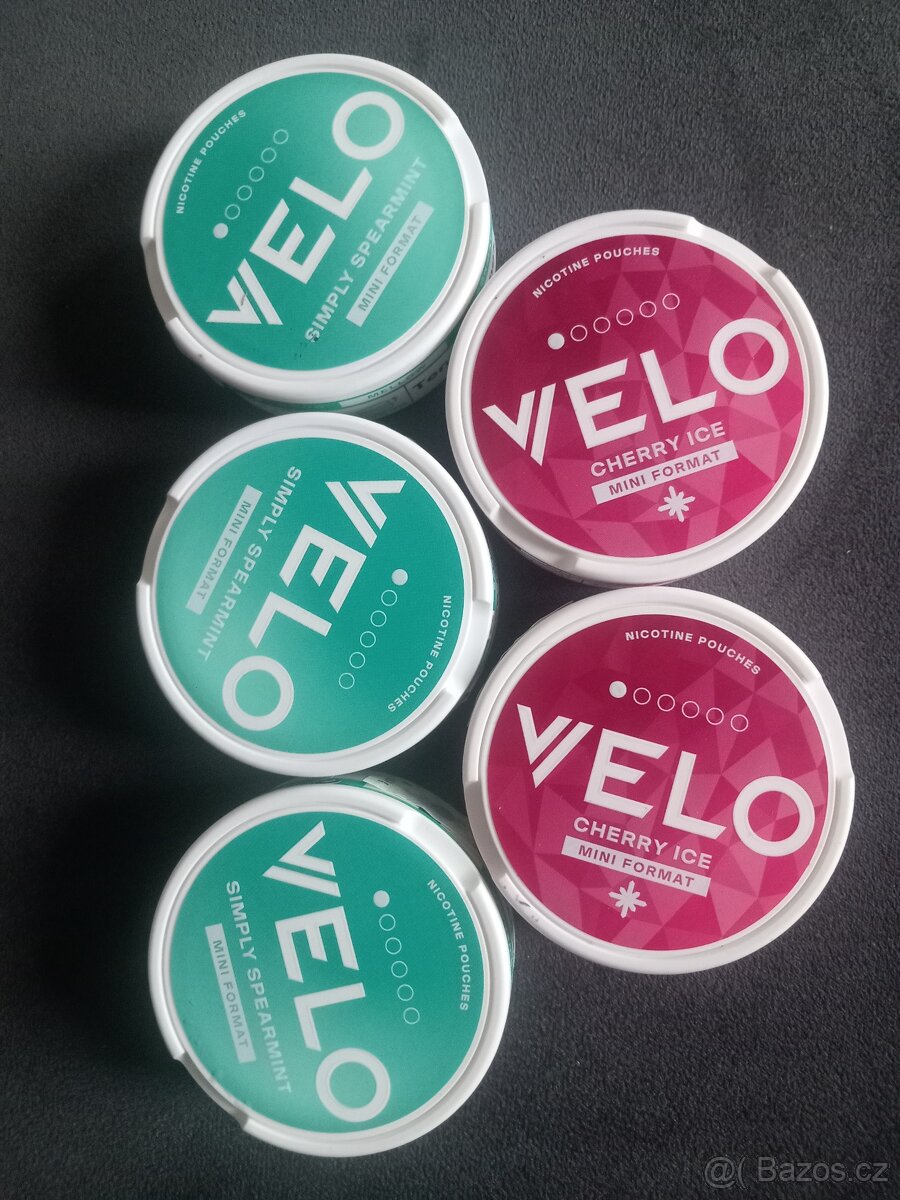 NICOTINE POUCHES
VELO
SIMPLY SPEARMINT
MINI FORMAT
NICOTINE POUCHES
VELO
CHERRY ICE
MINI FORMAT
NICOTINE POUCHES
VELO
SIMPLY SPEARMINT
MINI FORMAT
NICOTINE POUCHES
VELO
CHERRY ICE
MINI FORMAT
NICOTINE POUCHES
VELO
SIMPLY SPEARMINT
MINI FORMAT
@( Bazos.cz